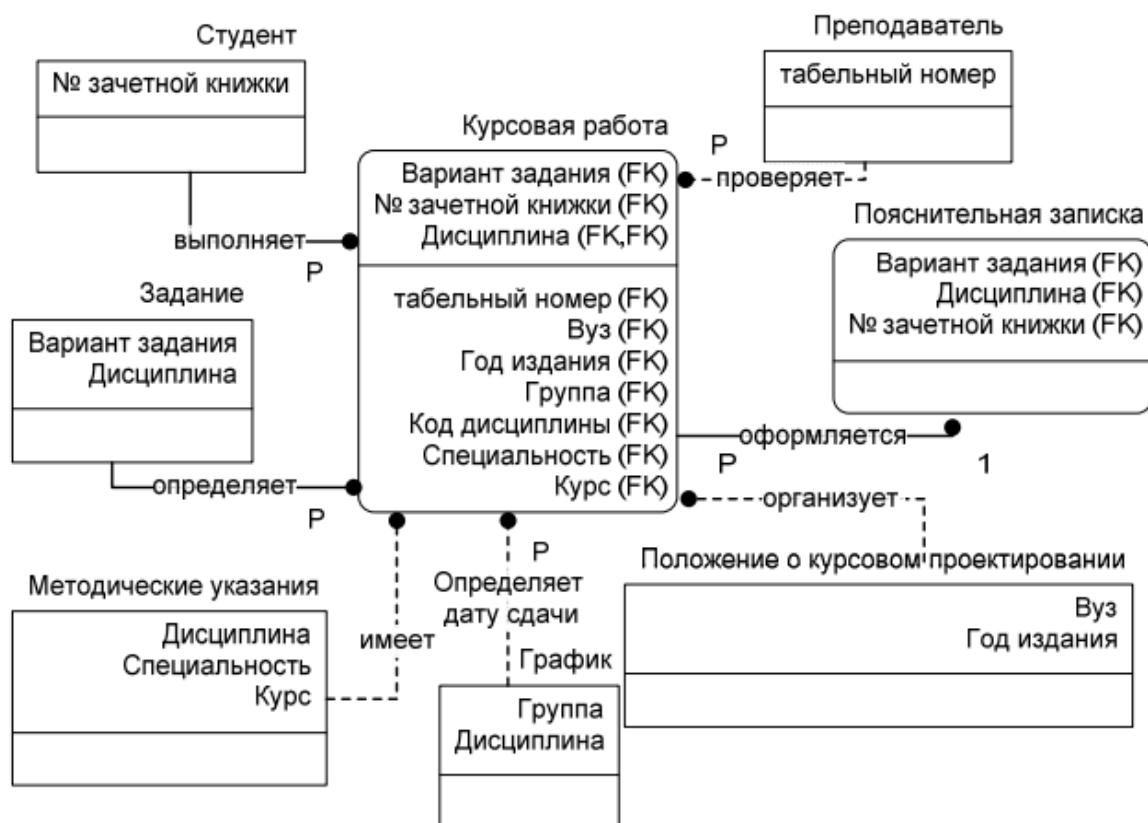 Студент
№ зачетной книжки
Преподаватель
табельный номер
Курсовая работа
Вариант задания (FK)
№ зачетной книжки (FK)
Дисциплина (FK,FK)
табельный номер (FK)
Вуз (FK)
Год издания (FK)
Группа (FK)
Код дисциплины (FK)
Специальность (FK)
Курс (FK)
P
проверяет
Пояснительная записка
Вариант задания (FK)
Дисциплина (FK)
№ зачетной книжки (FK)
выполняет
P
Задание
Вариант задания
Дисциплина
определяет
P
оформляется
P
1
организует
Положение о курсовом проектировании
Вуз
Год издания
Методические указания
Дисциплина
Специальность
Курс
имеет
P
Определяет
дату сдачи
График
Группа
Дисциплина